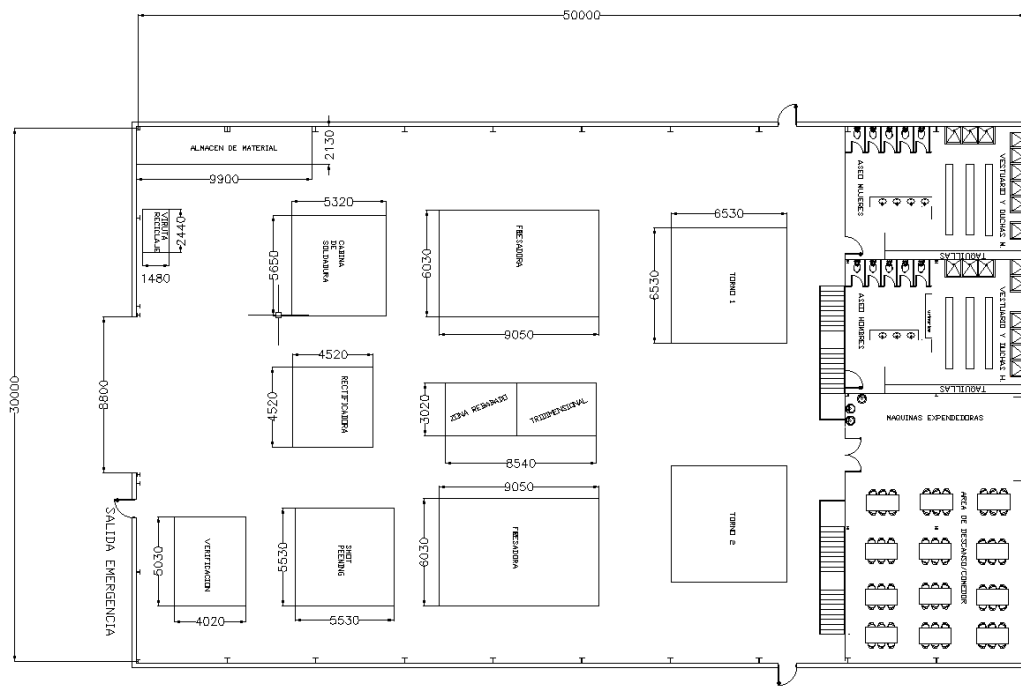 50000
30000
ALMACEN DE MATERIAL
2130
9900
VIRUTA
RECICLAJE
2440
1480
5320
5650
CABINA
DE
SOLDADURA
6030
FRESADORA
9050
6530
6530
TORNO 1
ASEO MUJERES
VESTUARIO Y DUCHAS M.
TAQUILLAS
ASEO HOMBRES
VESTUARIO Y DUCHAS H.
TAQUILLAS
8800
4520
4520
RECTIFICADORA
3020
ZONA REBABADO
TRIDIMENSIONAL
8540
MAQUINAS EXPENDEDORAS
SALIDA EMERGENCIA
5030
VERIFICACION
4020
5530
SHOT
PEENING
5530
9050
6030
FRESADORA
TORNO 2
AREA DE DESCANSO/COMEDOR